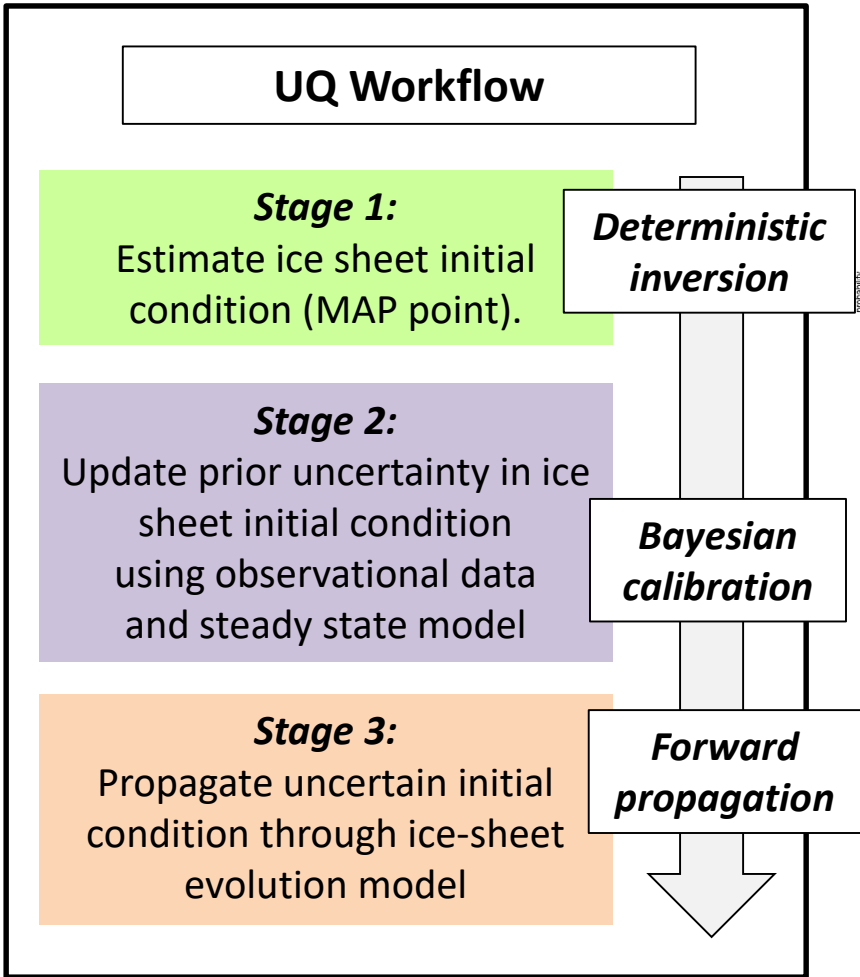 UQ Workflow
Stage 1:
Estimate ice sheet initial
condition (MAP point).
Deterministic
inversion
probability
Stage 2:
Update prior uncertainty in ice
sheet initial condition
using observational data
and steady state model
Bayesian
calibration
Stage 3:
Propagate uncertain initial
condition through ice-sheet
evolution model
Forward
propagation